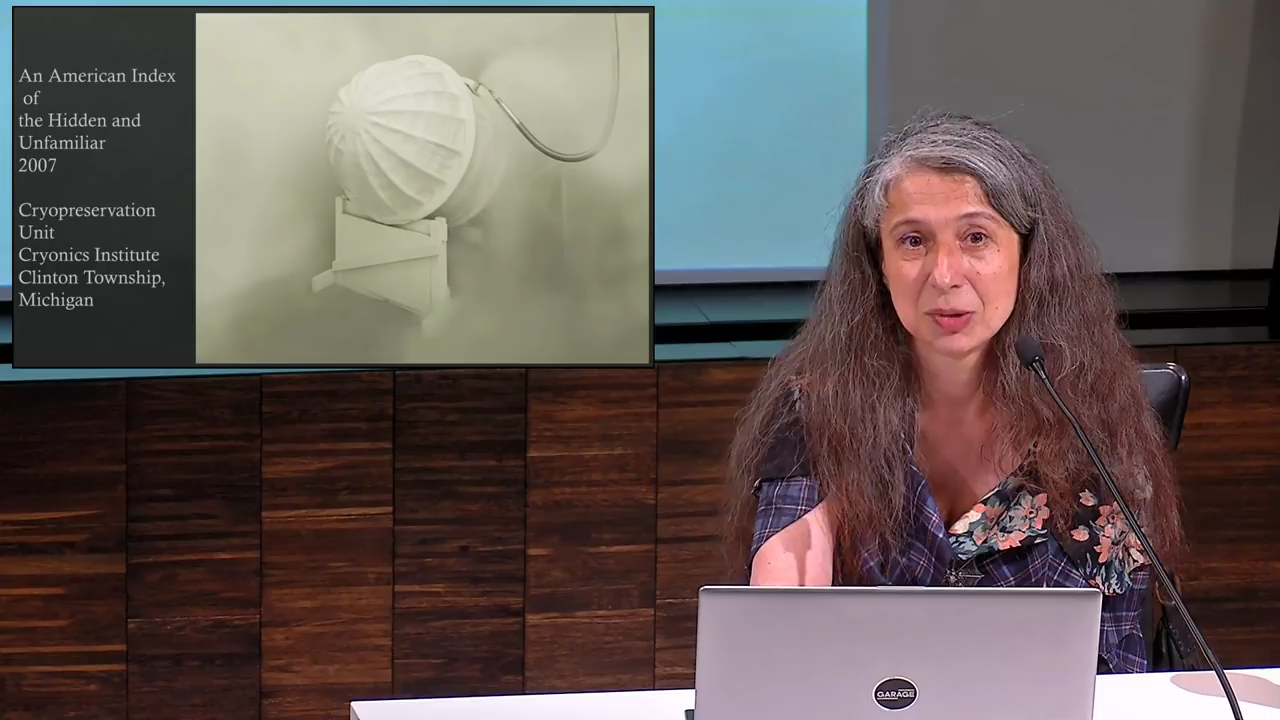 An American Index
of
the Hidden and
Unfamiliar
2007
Cryopreservation
Unit
Cryonics Institute
Clinton Township,
Michigan
GARAGE